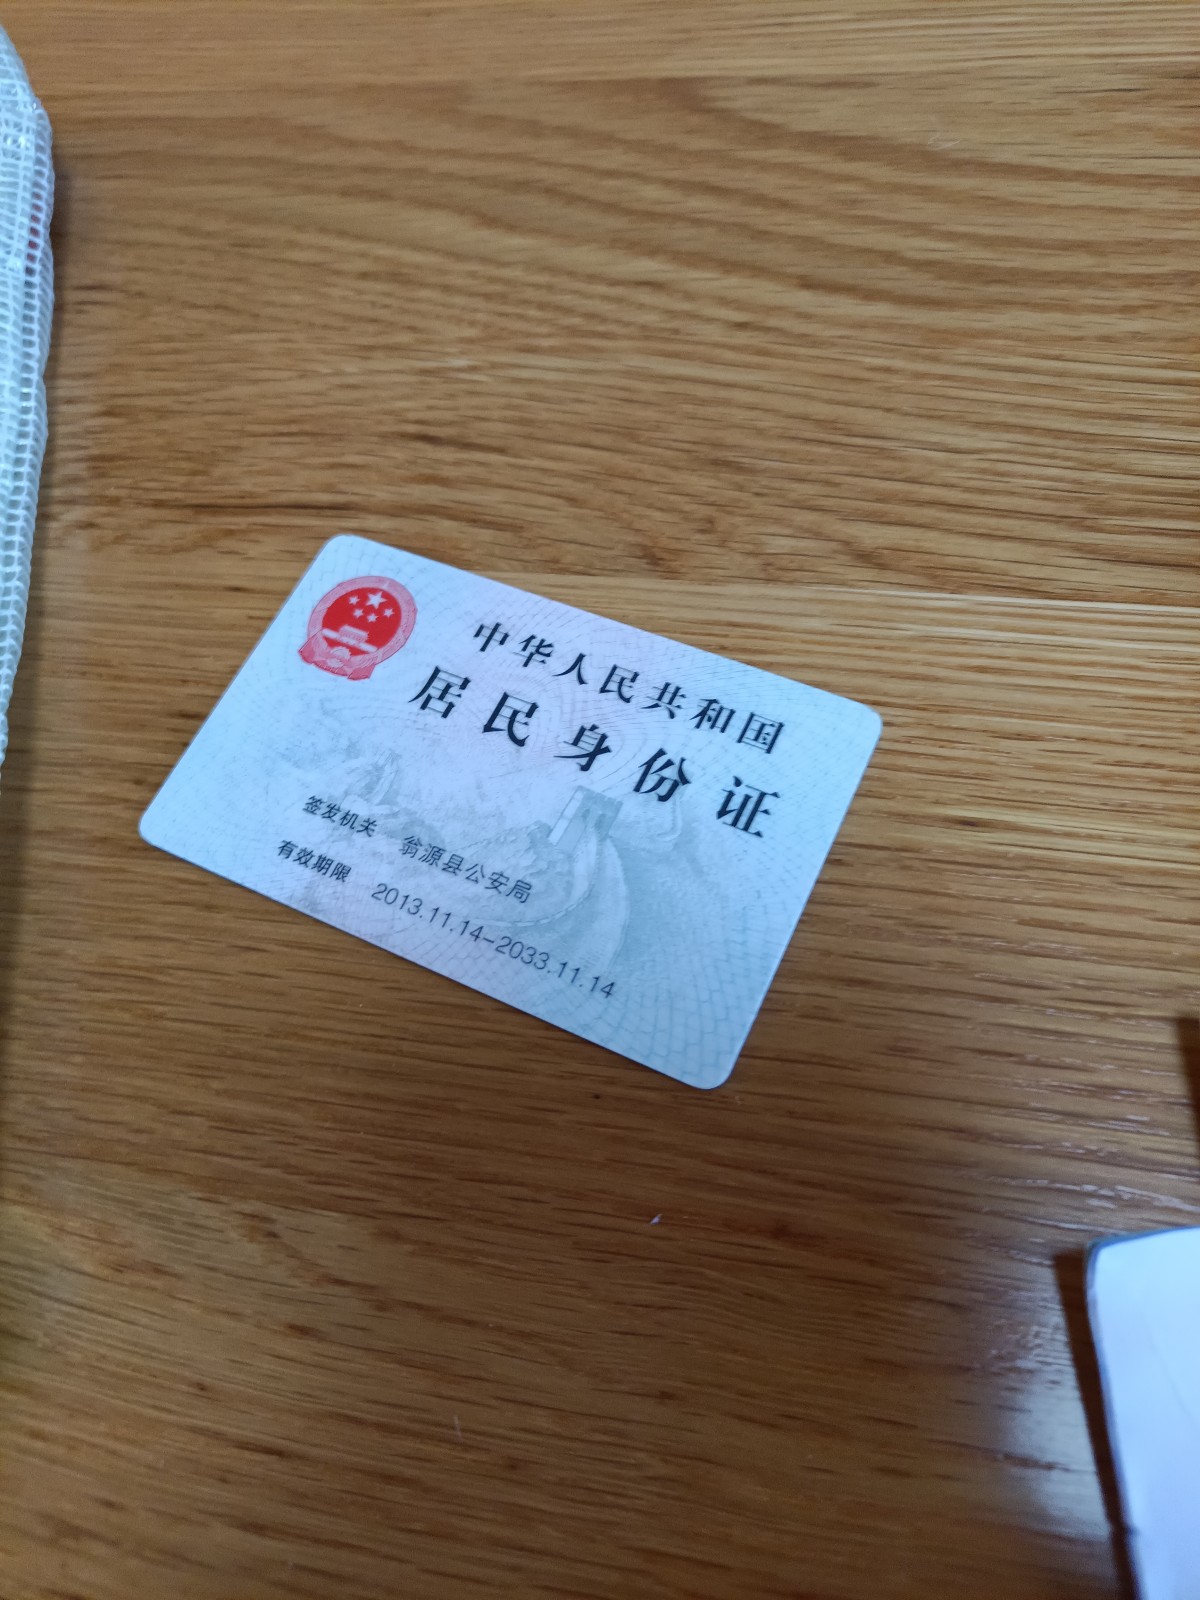 中华人民共和国
居民身份证
签发机关 翁源县公安局
有效期限 2013.11.14-2033.11.14